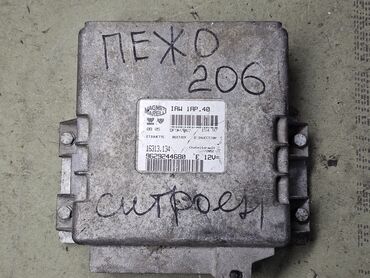 ПЕЖО
206
MAGNETI MARELLI
IAW 1AP.40
16313.134
9629244680 E 12V=
ситроен